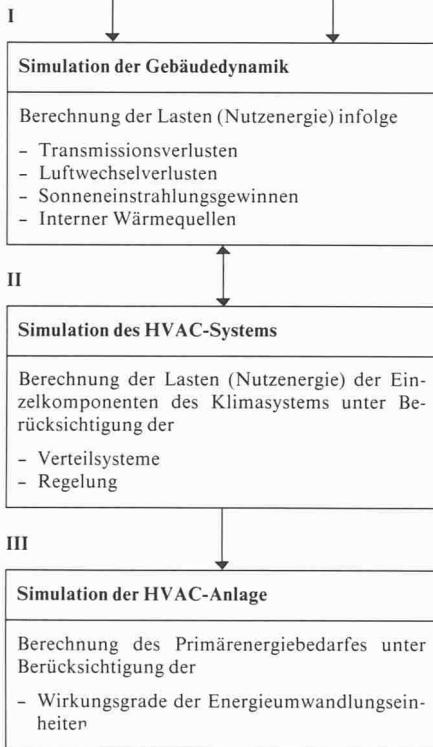 I
Simulation der Gebäudedynamik
Berechnung der Lasten (Nutzenergie) infolge
– Transmissionsverlusten
– Luftwechselverlusten
– Sonneneinstrahlungsgewinnen
– Interner Wärmequellen
II
Simulation des HVAC-Systems
Berechnung der Lasten (Nutzenergie) der Ein-
zelkomponenten des Klimasystems unter Be-
rücksichtigung der
– Verteilsysteme
– Regelung
III
Simulation der HVAC-Anlage
Berechnung des Primärenergiebedarfes unter
Berücksichtigung der
– Wirkungsgrade der Energieumwandlungsein-
heiten